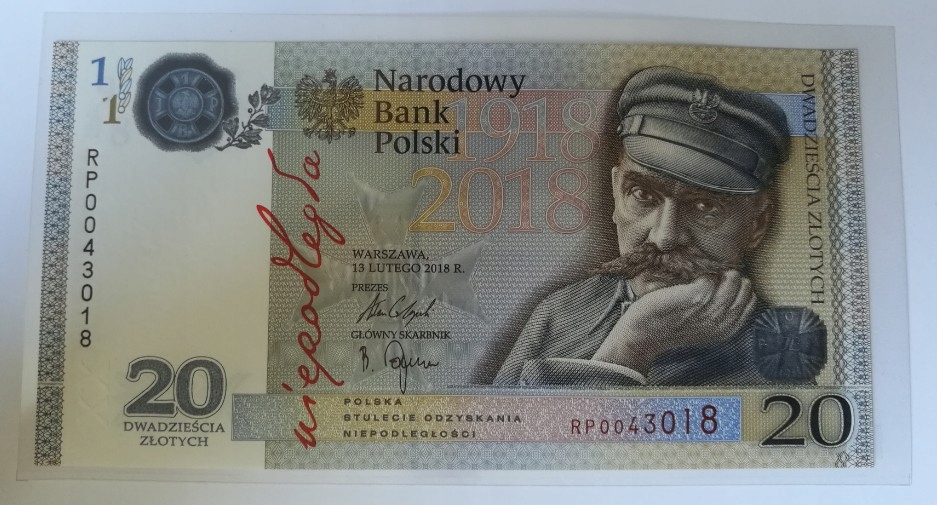 1
1
RP0043018
20
DWADZIEŚCIA
ZŁOTYCH
niepodległa
Narodowy
Bank
Polski
1918
2018
WARSZAWA,
13 LUTEGO 2018 R.
PREZES
GŁÓWNY SKARBNIK
POLSKA
STULECIE ODZYSKANIA
NIEPODLEGŁOŚCI
RP0043018
DWADZIEŚCIA ZŁOTYCH
20